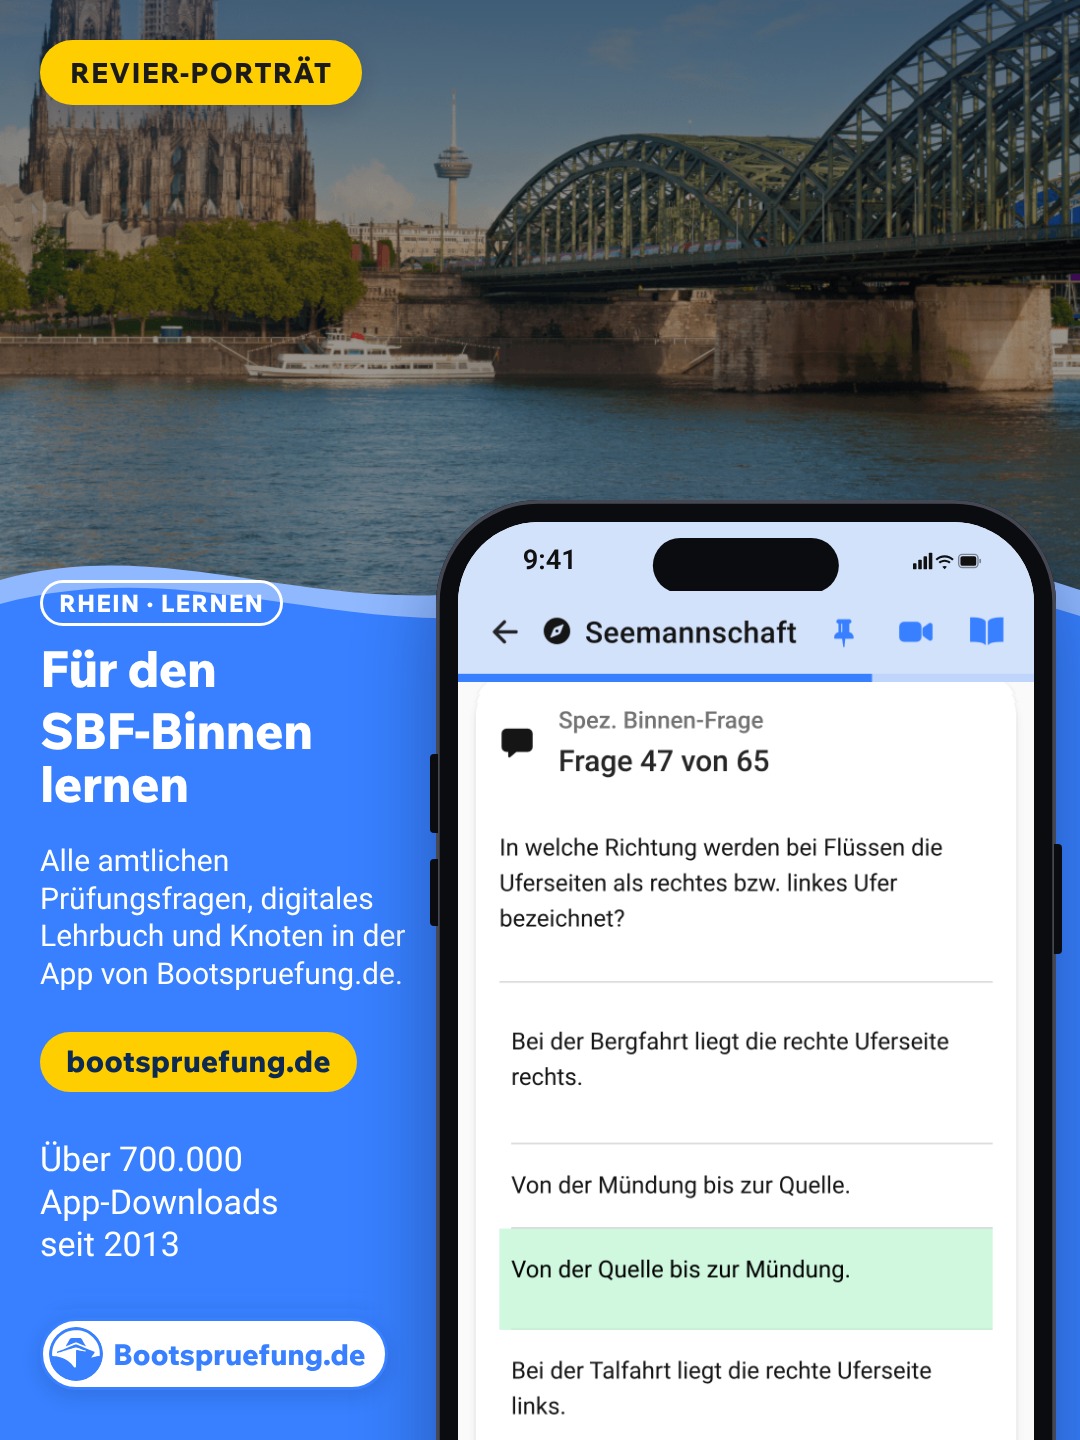 REVIER-PORTRÄT
RHEIN · LERNEN
Für den
SBF-Binnen
lernen
Alle amtlichen
Prüfungsfragen, digitales
Lehrbuch und Knoten in der
App von Bootspruefung.de.
bootspruefung.de
Über 700.000
App-Downloads
seit 2013
Bootspruefung.de
9:41
Seemannschaft
Spez. Binnen-Frage
Frage 47 von 65
In welche Richtung werden bei Flüssen die
Uferseiten als rechtes bzw. linkes Ufer
bezeichnet?
Bei der Bergfahrt liegt die rechte Uferseite
rechts.
Von der Mündung bis zur Quelle.
Von der Quelle bis zur Mündung.
Bei der Talfahrt liegt die rechte Uferseite
links.